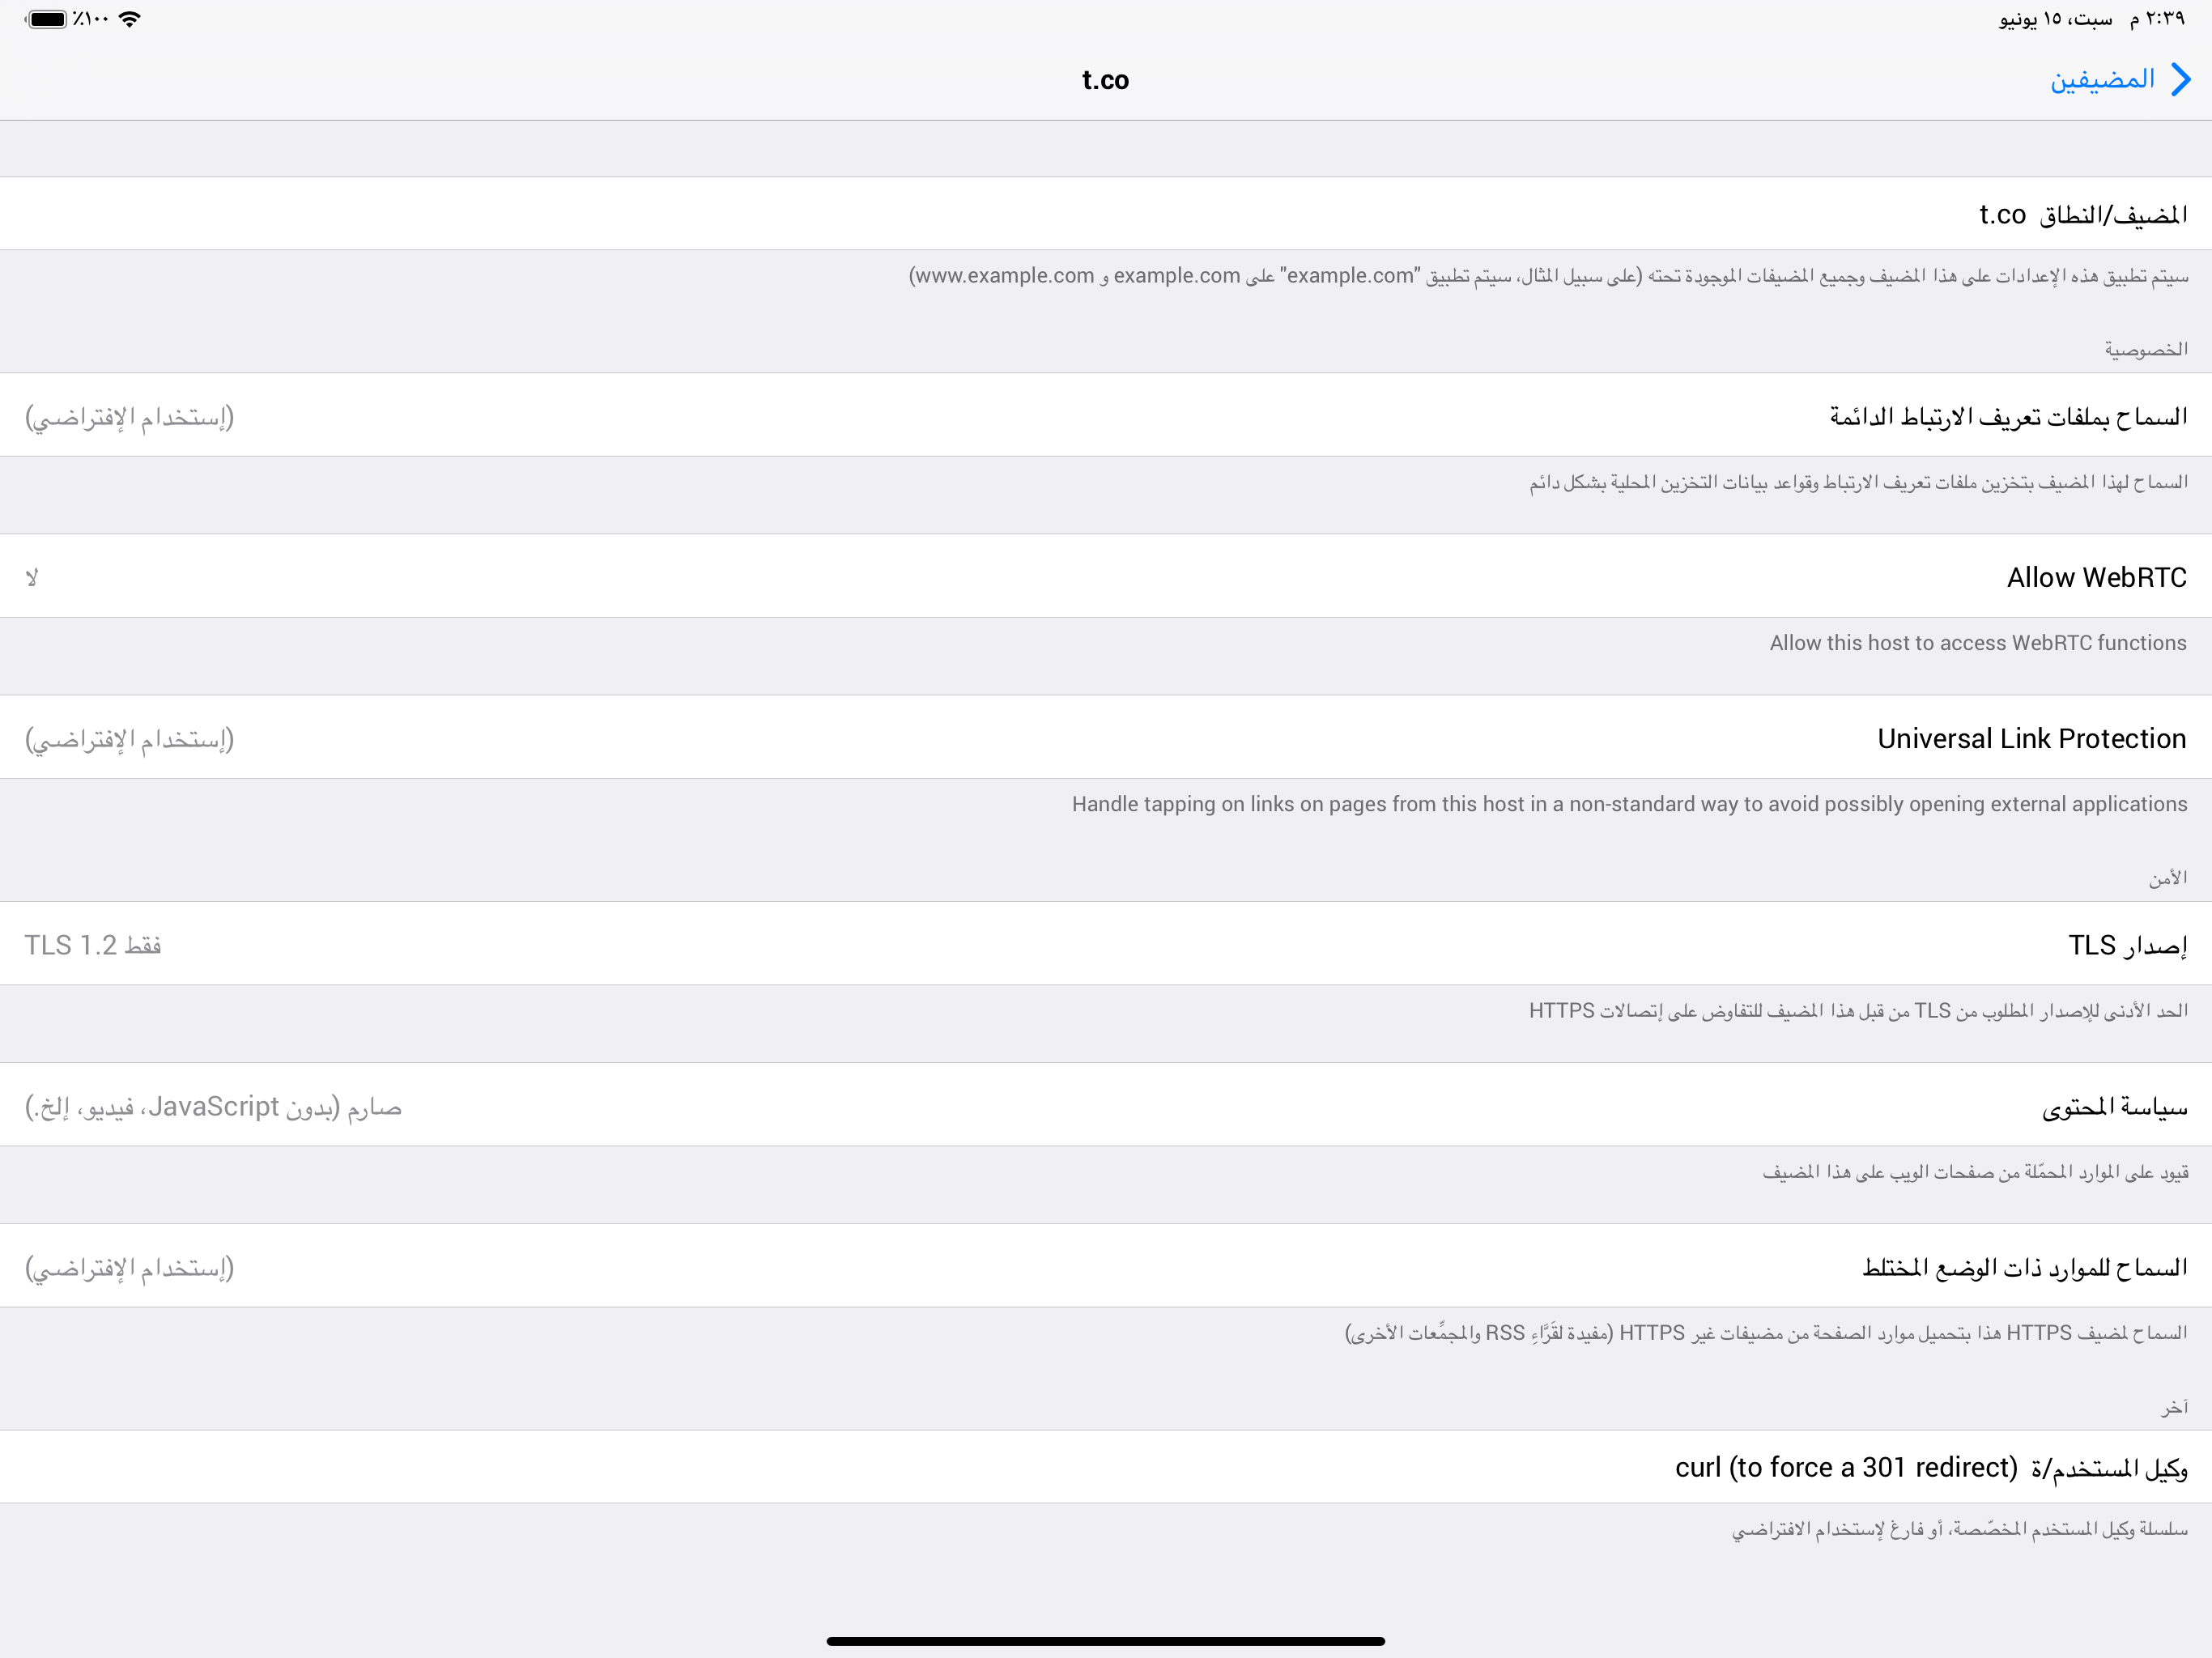 ٢:٣٩ م سبت، ١٥ يونيو ٪١٠٠
المضيفين
t.co
المضيف/النطاق t.co
سيتم تطبيق هذه الإعدادات على هذا المضيف وجميع المضيفات الموجودة تحته (على سبيل المثال، سيتم تطبيق "example.com" على example.com و www.example.com)
الخصوصية
السماح بملفات تعريف الارتباط الدائمة (إستخدام الإفتراضي)
السماح لهذا المضيف بتخزين ملفات تعريف الارتباط وقواعد بيانات التخزين المحلية بشكل دائم
Allow WebRTC لا
Allow this host to access WebRTC functions
Universal Link Protection (إستخدام الإفتراضي)
Handle tapping on links on pages from this host in a non-standard way to avoid possibly opening external applications
الأمن
إصدار TLS فقط TLS 1.2
الحد الأدنى للإصدار المطلوب من TLS من قبل هذا المضيف للتفاوض على إتصالات HTTPS
سياسة المحتوى صارم (بدون JavaScript، فيديو، إلخ.)
قيود على الموارد المحمّلة من صفحات الويب على هذا المضيف
السماح للموارد ذات الوضع المختلط (إستخدام الإفتراضي)
السماح لمضيف HTTPS هذا بتحميل موارد الصفحة من مضيفات غير HTTPS (مفيدة لقَرَّاءِ RSS والمجمِّعات الأخرى)
آخر
وكيل المستخدم/ة curl (to force a 301 redirect)
سلسلة وكيل المستخدم المخصّصة، أو فارغ لإستخدام الافتراضي